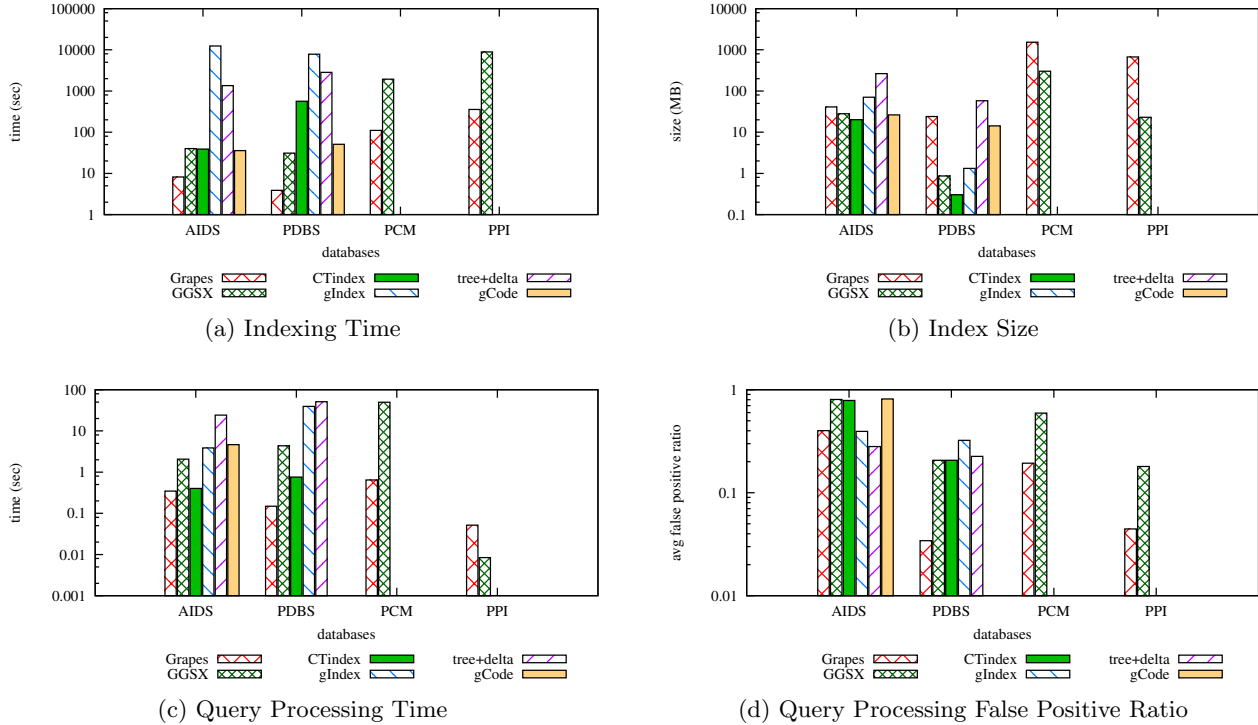 10000
1000
100
10
1
time (sec)
AIDS PDBS PCM PPI
databases
Grapes CTindex tree+delta
GGSX gIndex gCode
(a) Indexing Time
10000
1000
100
10
1
0.1
size (MB)
AIDS PDBS PCM PPI
databases
Grapes CTindex tree+delta
GGSX gIndex gCode
(b) Index Size
100
10
1
0.1
0.01
0.001
time (sec)
AIDS PDBS PCM PPI
databases
Grapes CTindex tree+delta
GGSX gIndex gCode
(c) Query Processing Time
1
0.1
0.01
avg false positive ratio
AIDS PDBS PCM PPI
databases
Grapes CTindex tree+delta
GGSX gIndex gCode
(d) Query Processing False Positive Ratio